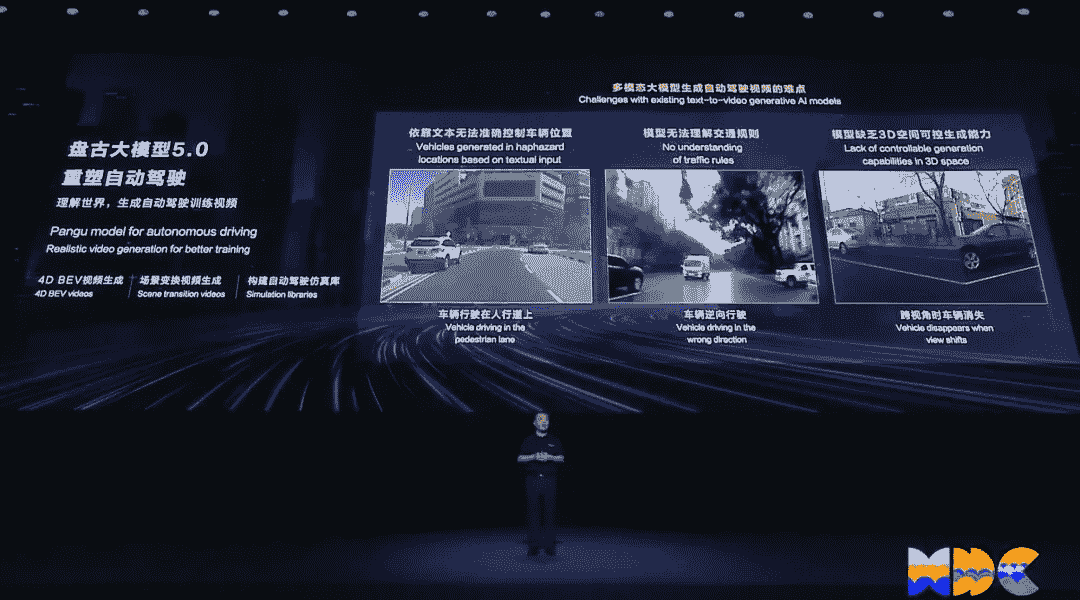 盘古大模型5.0
重塑自动驾驶
理解世界，生成自动驾驶训练视频
Pangu model for autonomous driving
Realistic video generation for better training
4D BEV视频生成
4D BEV videos
场景变换视频生成
Scene transition videos
构建自动驾驶仿真库
Simulation libraries
多模态大模型生成自动驾驶视频的难点
Challenges with existing text-to-video generative AI models
依靠文本无法准确控制车辆位置
Vehicles generated in haphazard
locations based on textual input
车辆行驶在人行道上
Vehicle driving in the
pedestrian lane
模型无法理解交通规则
No understanding
of traffic rules
车辆逆向行驶
Vehicle driving in the
wrong direction
模型缺乏3D空间可控生成能力
Lack of controllable generation
capabilities in 3D space
跨视角时车辆消失
Vehicle disappears when
view shifts
HDC